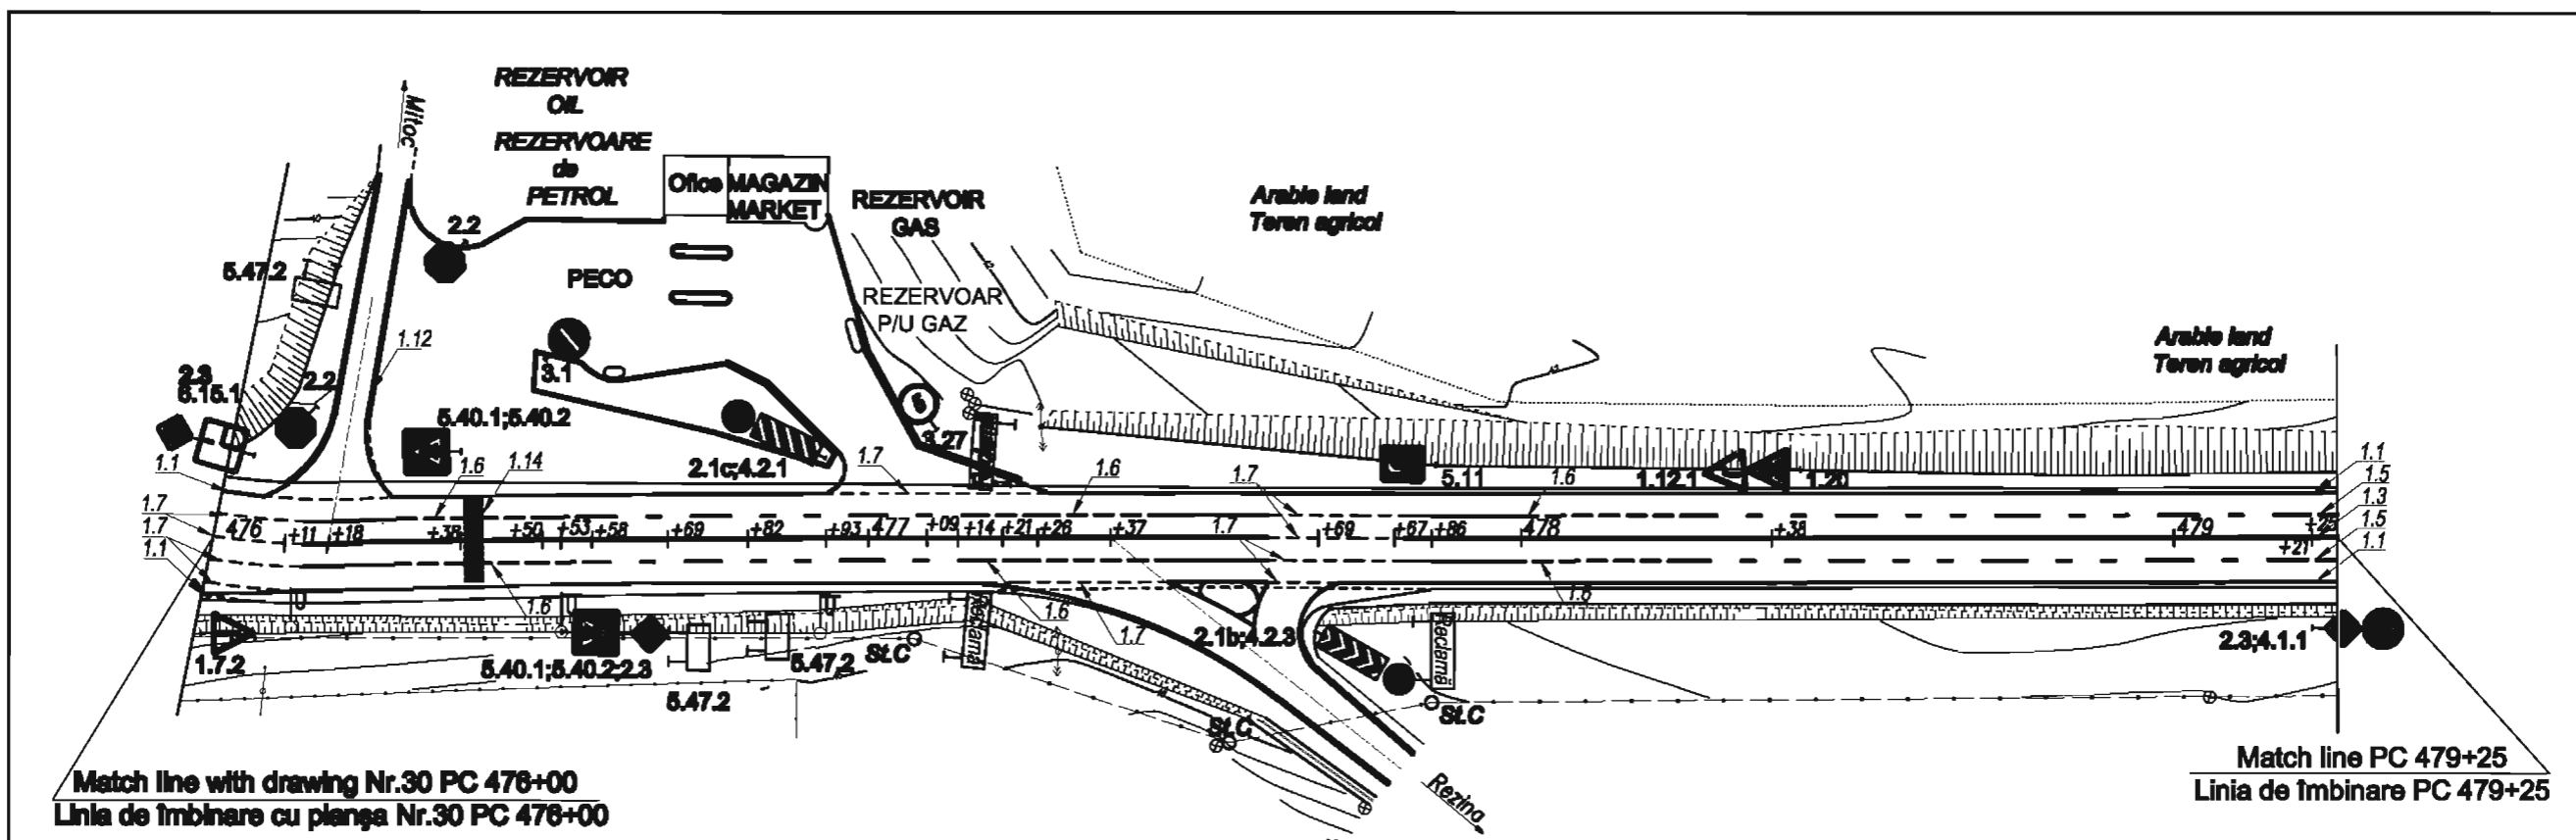 REZERVOIR
OIL
REZERVOARE
de
PETROL
Mitoc
Ofice
MAGAZIN
MARKET
REZERVOIR
GAS
Arable land
Teren agricol
2.2
5.47.2
PECO
REZERVOAR
P/U GAZ
1.12
Arable land
Teren agricol
2.3
6.15.1
2.2
3.1
5.40.1;5.40.2
5
3.27
1.1
1.6
1.14
2.1c;4.2.1
1.7
1.6
1.7
5.11
1.6
1.12.1
1.20
1.1
1.5
1.3
1.5
1.1
1.7
1.7
1.1
476
+11
+18
+38
+50
+53
+58
+69
+82
+93
477
+09
+14
+21
+26
+37
1.7
+69
+67
+86
478
+38
479
+25
+21
1.6
1.6
1.7
1.6
1.7.2
5.40.1;5.40.2;2.3
5.47.2
5.47.2
St.C
Reclamă
2.1b;4.2.3
Reclamă
St.C
St.C
2.3;4.1.1
Rezina
Match line with drawing Nr.30 PC 476+00
Linia de îmbinare cu planşa Nr.30 PC 476+00
Match line PC 479+25
Linia de îmbinare PC 479+25